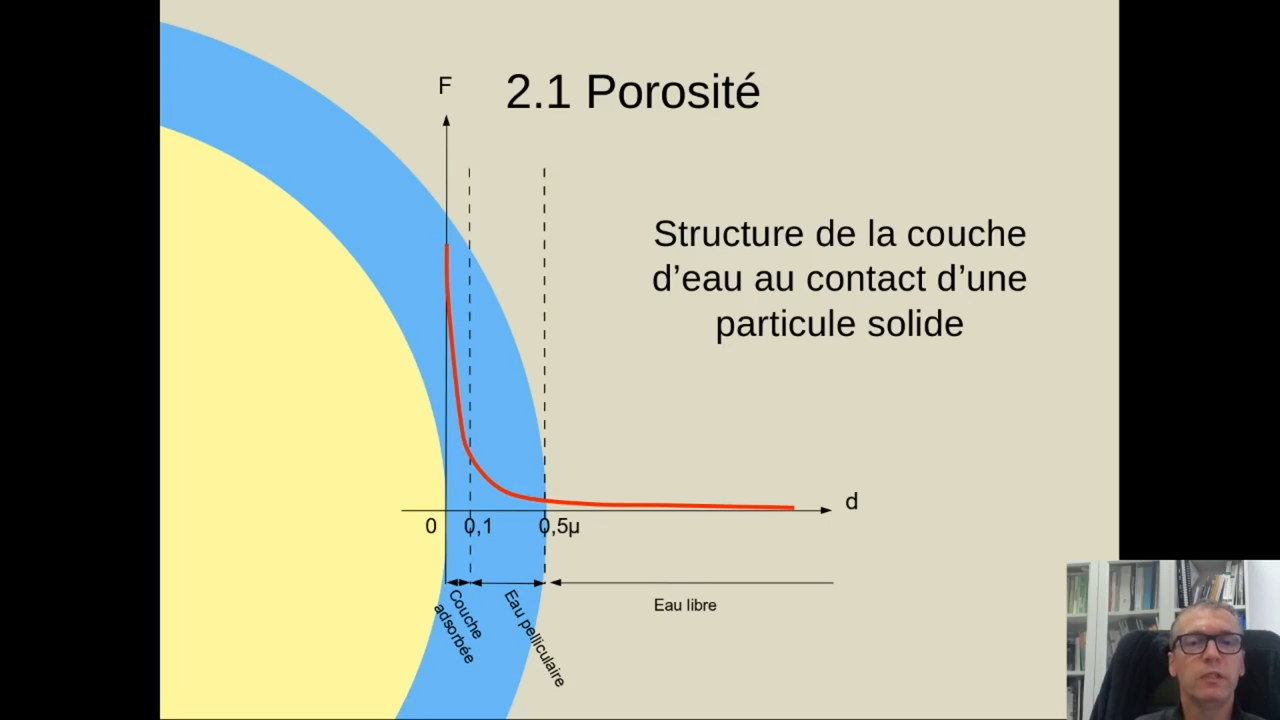 F
2.1 Porosité
Structure de la couche
d’eau au contact d’une
particule solide
d
0
0,1
0,5µ
Couche
adsorbée
Eau pelliculaire
Eau libre